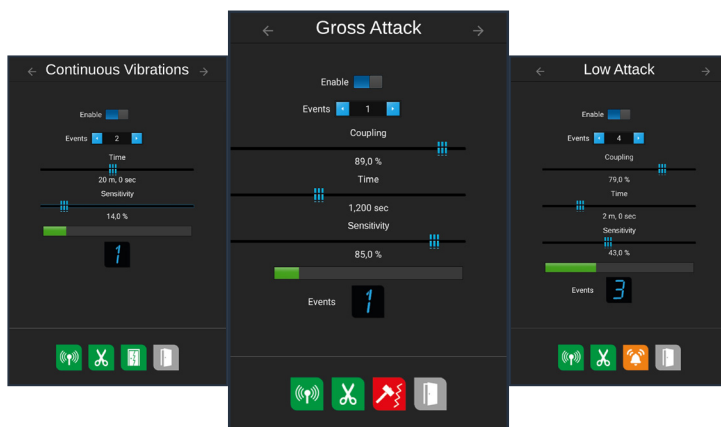 Continuous Vibrations
Enable
Events 2
Time
20 m, 0 sec
Sensitivity
14,0 %
1
Gross Attack
Enable
Events 1
Coupling
89,0 %
Time
1,200 sec
Sensitivity
85,0 %
Events 1
Low Attack
Enable
Events 4
Coupling
79,0 %
Time
2 m, 0 sec
Sensitivity
43,0 %
Events 3